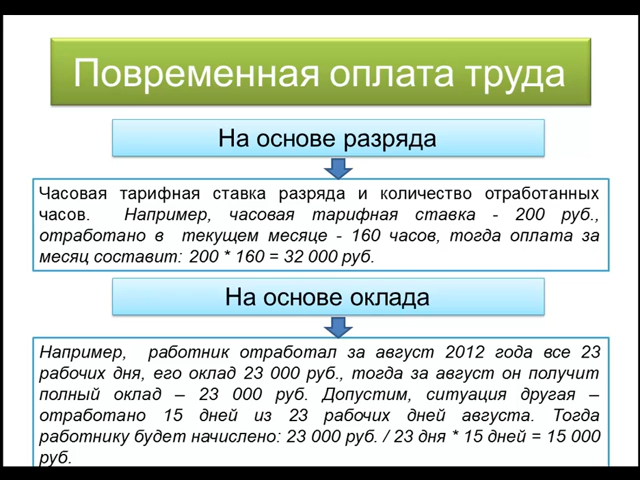 Повременная оплата труда
На основе разряда
Часовая тарифная ставка разряда и количество отработанных
часов. Например, часовая тарифная ставка - 200 руб.,
отработано в текущем месяце - 160 часов, тогда оплата за
месяц составит: 200 * 160 = 32 000 руб.
На основе оклада
Например, работник отработал за август 2012 года все 23
рабочих дня, его оклад 23 000 руб., тогда за август он получит
полный оклад – 23 000 руб. Допустим, ситуация другая –
отработано 15 дней из 23 рабочих дней августа. Тогда
работнику будет начислено: 23 000 руб. / 23 дня * 15 дней = 15 000
руб.